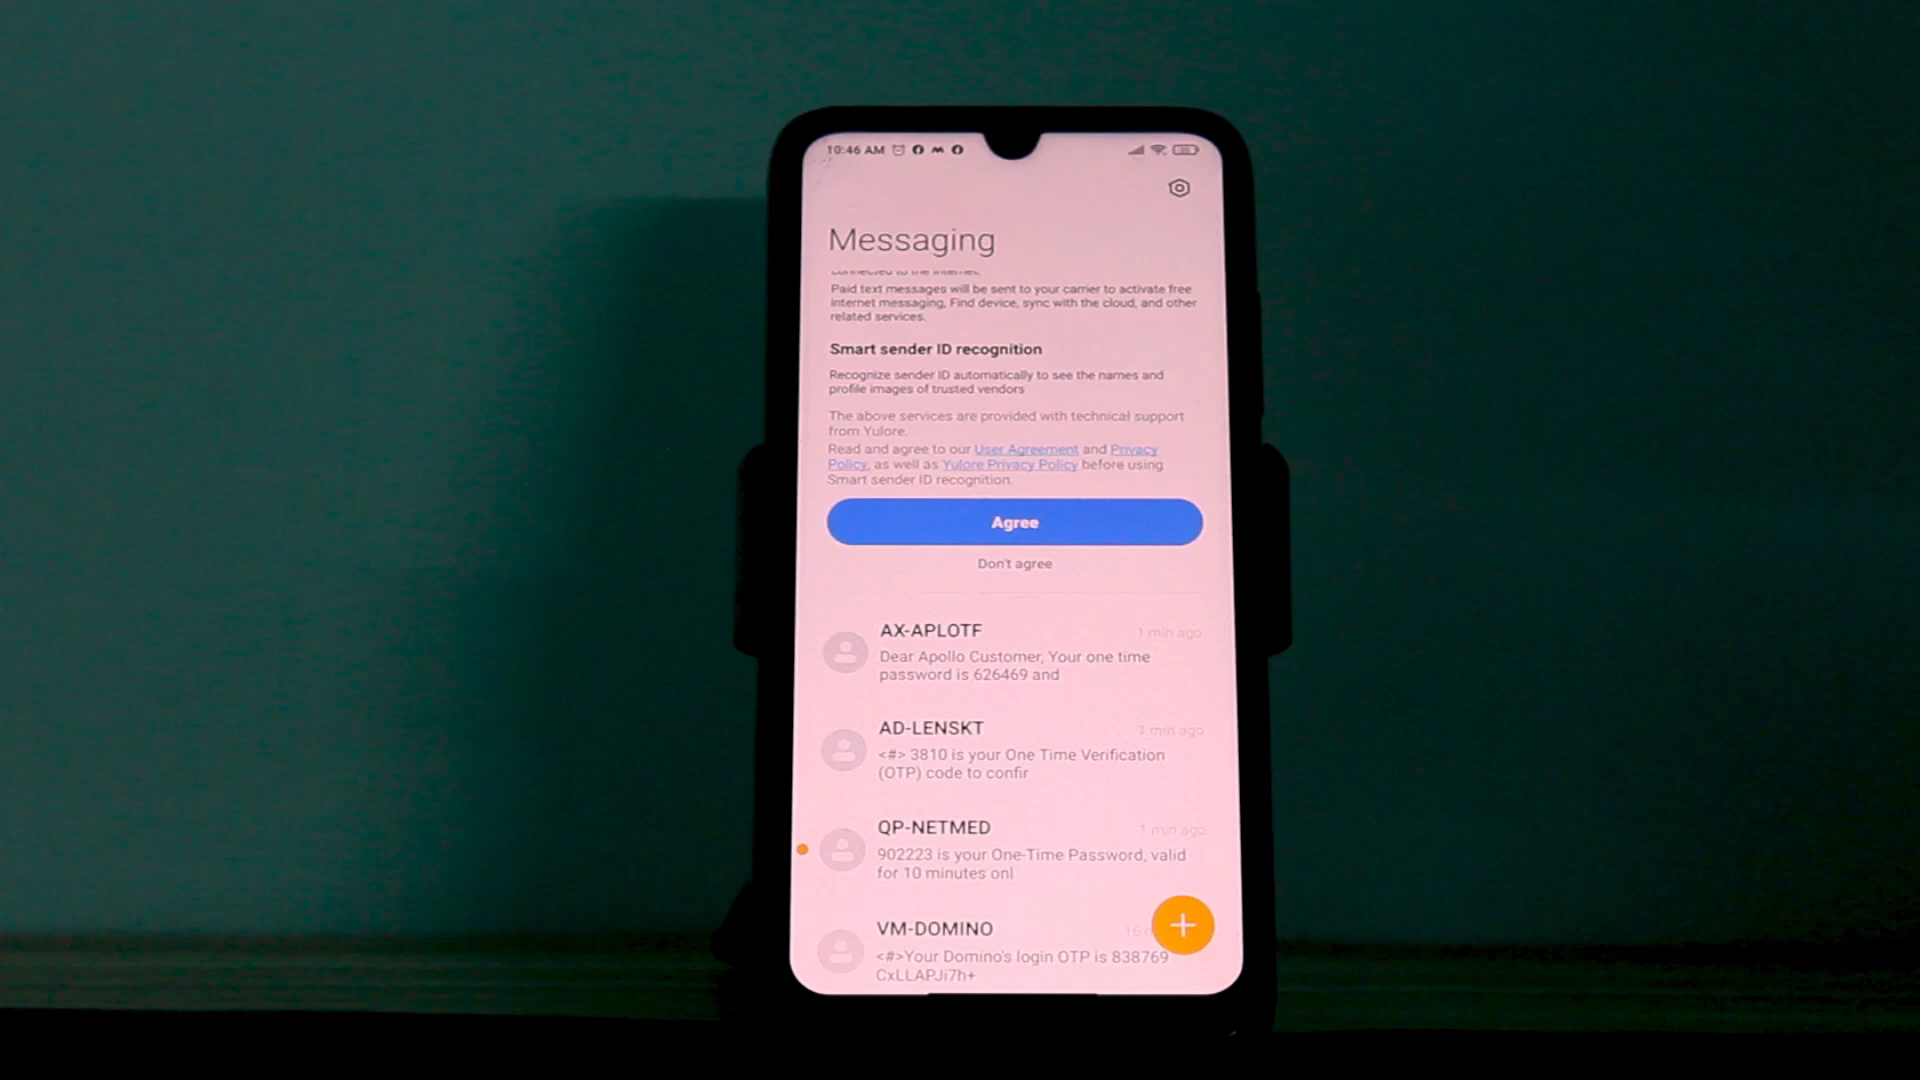 10:46 AM
Messaging
connected to the internet.
Paid text messages will be sent to your carrier to activate free
internet messaging, Find device, sync with the cloud, and other
related services.
Smart sender ID recognition
Recognize sender ID automatically to see the names and
profile images of trusted vendors
The above services are provided with technical support
from Yulore.
Read and agree to our User Agreement and Privacy
Policy, as well as Yulore Privacy Policy before using
Smart sender ID recognition.
Agree
Don't agree
AX-APLOTF 1 min ago
Dear Apollo Customer, Your one time
password is 626469 and
AD-LENSKT 1 min ago
<#> 3810 is your One Time Verification
(OTP) code to confir
QP-NETMED 1 min ago
902223 is your One-Time Password, valid
for 10 minutes onl
VM-DOMINO 16
<#>Your Domino's login OTP is 838769
CxLLAPJi7h+